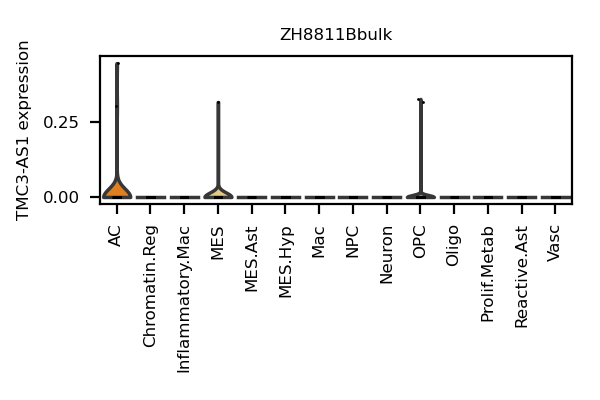 ZH8811Bbulk
TMC3-AS1 expression
0.25
0.00
AC
Chromatin.Reg
Inflammatory.Mac
MES
MES.Ast
MES.Hyp
Mac
NPC
Neuron
OPC
Oligo
Prolif.Metab
Reactive.Ast
Vasc